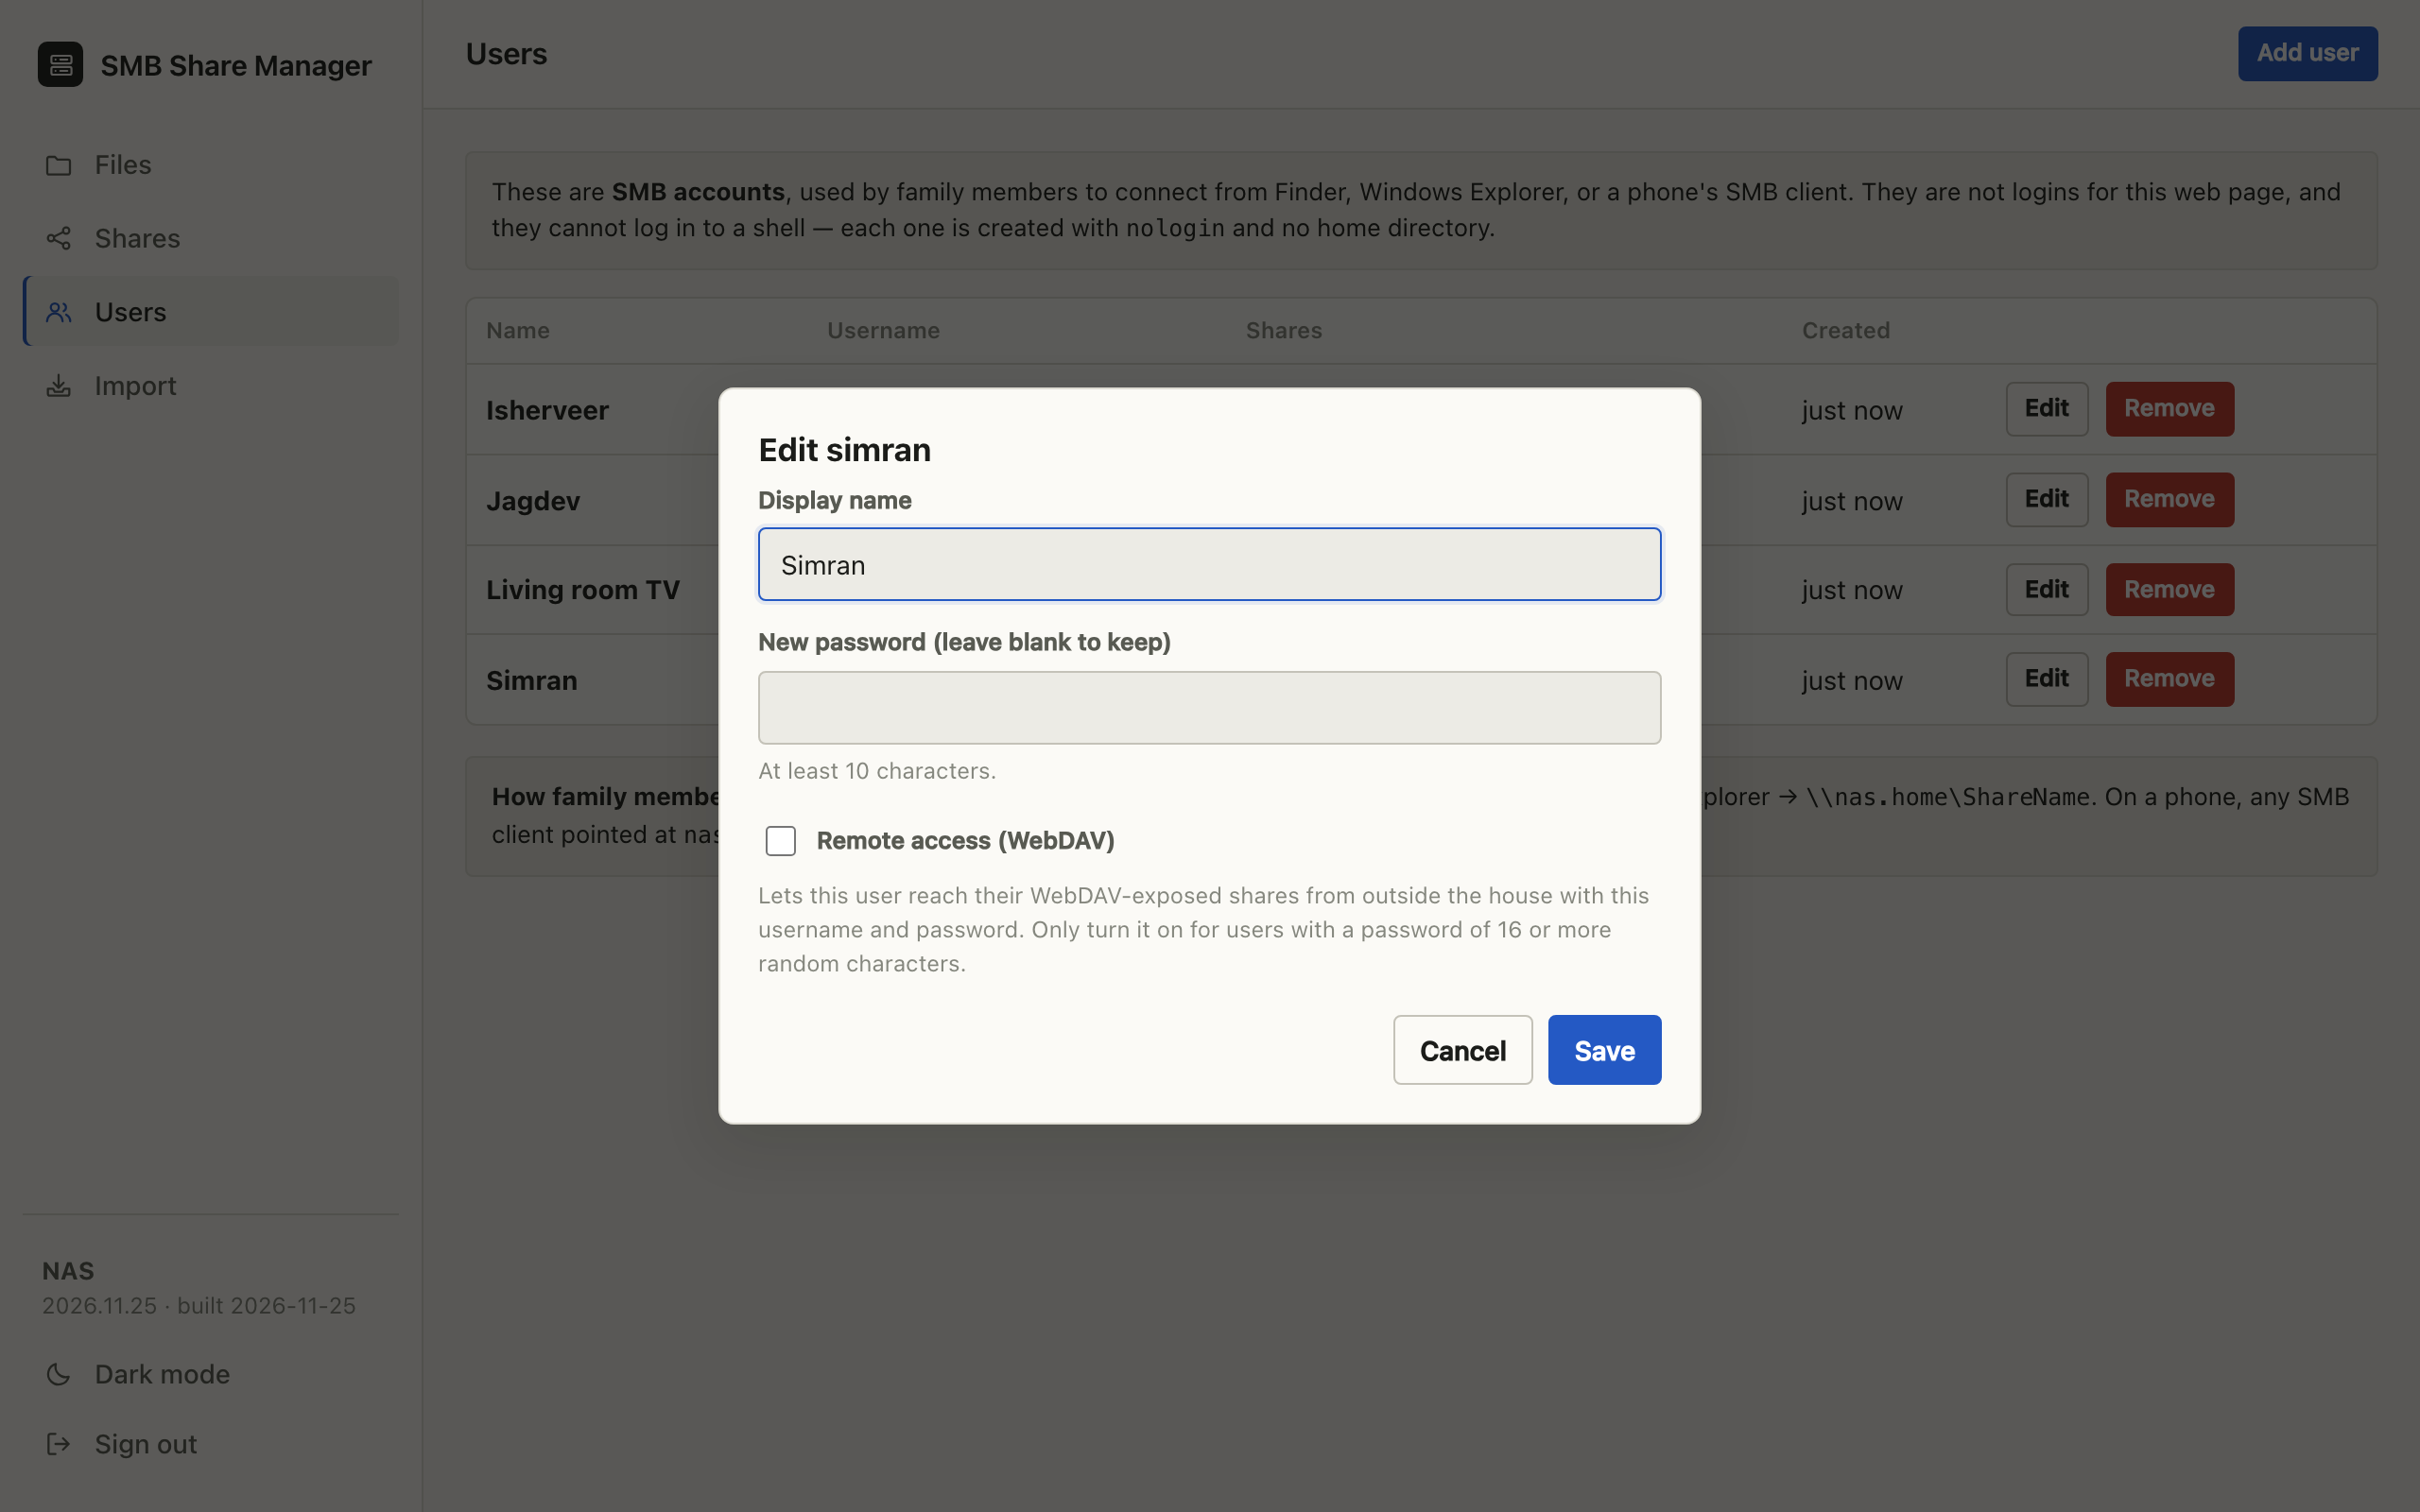 SMB Share Manager
Files
Shares
Users
Import
NAS
2026.11.25 · built 2026-11-25
Dark mode
Sign out
Users
Add user
These are SMB accounts, used by family members to connect from Finder, Windows Explorer, or a phone's SMB client. They are not logins for this web page, and
they cannot log in to a shell — each one is created with nologin and no home directory.
Name Username Shares Created
Isherveer just now Edit Remove
Jagdev just now Edit Remove
Living room TV just now Edit Remove
Simran just now Edit Remove
How family membe plorer → \\nas.home\ShareName. On a phone, any SMB
client pointed at nas
Edit simran
Display name
Simran
New password (leave blank to keep)
At least 10 characters.
Remote access (WebDAV)
Lets this user reach their WebDAV-exposed shares from outside the house with this
username and password. Only turn it on for users with a password of 16 or more
random characters.
Cancel Save